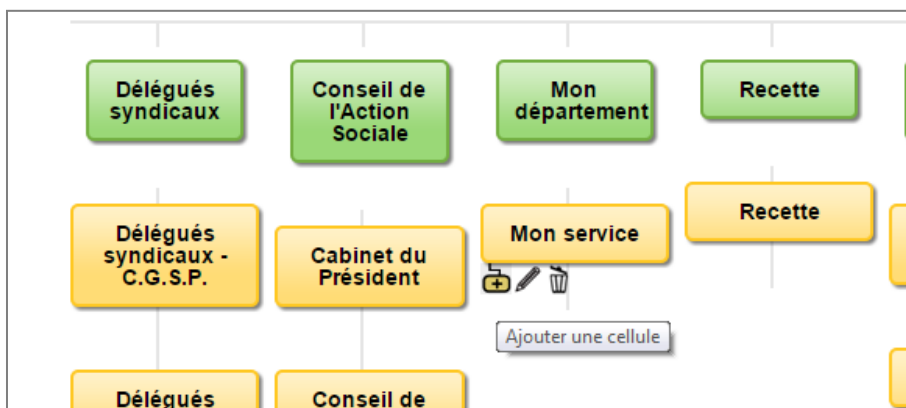 Délégués
syndicaux
Conseil de
l'Action
Sociale
Mon
département
Recette
Délégués
syndicaux -
C.G.S.P.
Cabinet du
Président
Mon service
Recette
Ajouter une cellule
Délégués
Conseil de